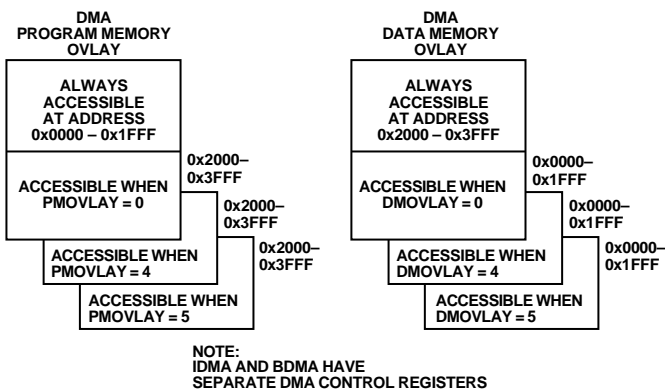 DMA
PROGRAM MEMORY
OVLAY
ALWAYS
ACCESSIBLE
AT ADDRESS
0x0000 – 0x1FFF
0x2000–
0x3FFF
ACCESSIBLE WHEN
PMOVLAY = 0
0x2000–
0x3FFF
ACCESSIBLE WHEN
PMOVLAY = 4
0x2000–
0x3FFF
ACCESSIBLE WHEN
PMOVLAY = 5
DMA
DATA MEMORY
OVLAY
ALWAYS
ACCESSIBLE
AT ADDRESS
0x2000 – 0x3FFF
0x0000–
0x1FFF
ACCESSIBLE WHEN
DMOVLAY = 0
0x0000–
0x1FFF
ACCESSIBLE WHEN
DMOVLAY = 4
0x0000–
0x1FFF
ACCESSIBLE WHEN
DMOVLAY = 5
NOTE:
IDMA AND BDMA HAVE
SEPARATE DMA CONTROL REGISTERS